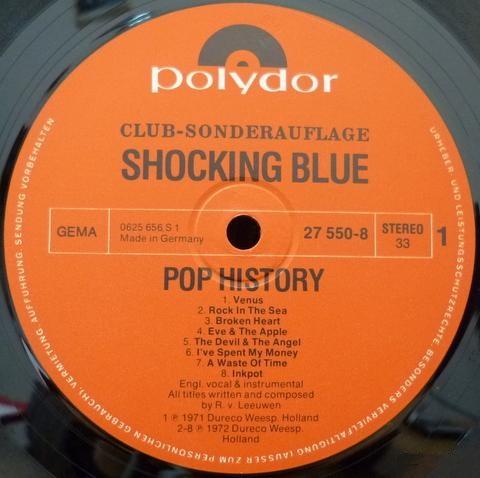 polydor
CLUB-SONDERAUFLAGE
SHOCKING BLUE
GEMA
0625 656 S 1
Made in Germany
27 550-8
STEREO
33
1
POP HISTORY
1. Venus
2. Rock In The Sea
3. Broken Heart
4. Eve & The Apple
5. The Devil & The Angel
6. I've Spent My Money
7. A Waste Of Time
8. Inkpot
Engl. vocal & instrumental
All titles written and composed
by R. v. Leeuwen
1 ℗ 1971 Dureco Weesp. Holland
2-8 ℗ 1972 Dureco Weesp.
Holland
URHEBER- UND LEISTUNGSSCHUTZRECHTE BESONDERS VERVIELFÄLTIGUNG (AUSSER ZUM PERSÖNLICHEN GEBRAUCH), VERMIETUNG, AUFFÜHRUNG, SENDUNG VORBEHALTEN